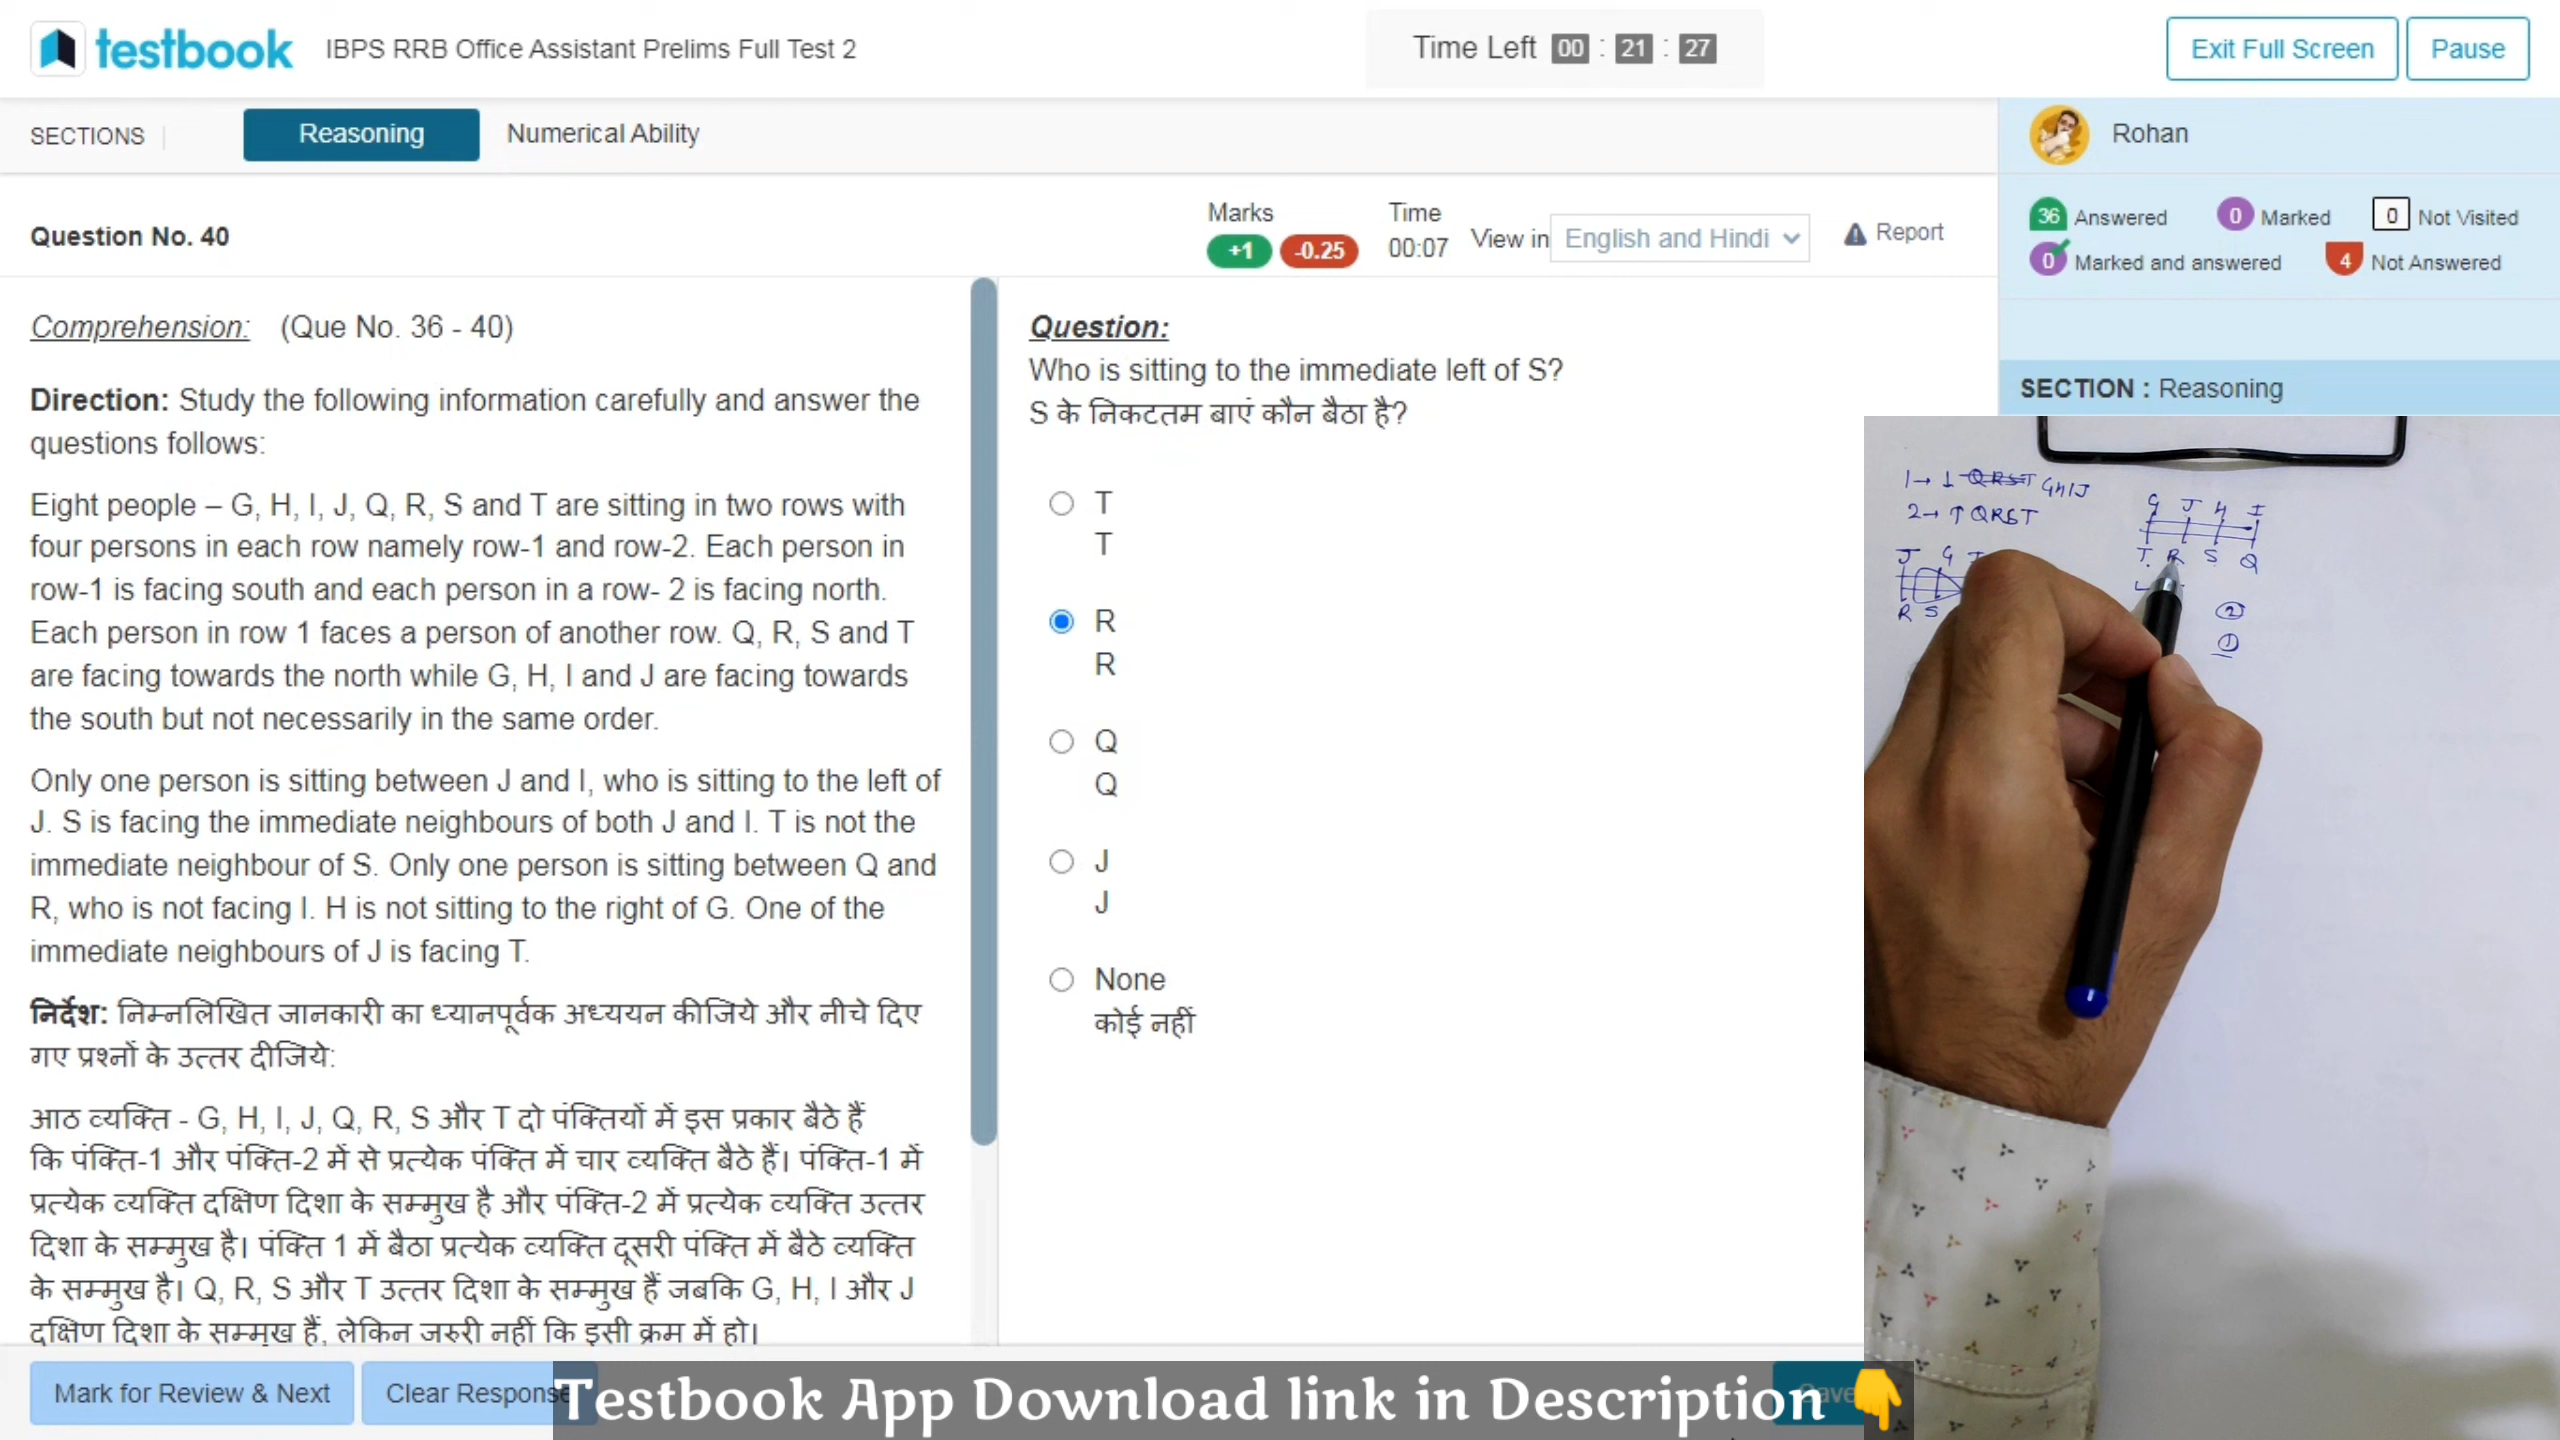 testbook IBPS RRB Office Assistant Prelims Full Test 2
Time Left 00 : 21 : 27
Exit Full Screen
Pause
SECTIONS
Reasoning
Numerical Ability
Rohan
36 Answered
0 Marked
0 Not Visited
0 Marked and answered
4 Not Answered
SECTION : Reasoning
Question No. 40
Marks
+1 -0.25
Time
00:07
View in English and Hindi
Report
Comprehension: (Que No. 36 - 40)
Direction: Study the following information carefully and answer the
questions follows:
Eight people – G, H, I, J, Q, R, S and T are sitting in two rows with
four persons in each row namely row-1 and row-2. Each person in
row-1 is facing south and each person in a row- 2 is facing north.
Each person in row 1 faces a person of another row. Q, R, S and T
are facing towards the north while G, H, I and J are facing towards
the south but not necessarily in the same order.
Only one person is sitting between J and I, who is sitting to the left of
J. S is facing the immediate neighbours of both J and I. T is not the
immediate neighbour of S. Only one person is sitting between Q and
R, who is not facing I. H is not sitting to the right of G. One of the
immediate neighbours of J is facing T.
निर्देश: निम्नलिखित जानकारी का ध्यानपूर्वक अध्ययन कीजिये और नीचे दिए
गए प्रश्नों के उत्तर दीजिये:
आठ व्यक्ति - G, H, I, J, Q, R, S और T दो पंक्तियों में इस प्रकार बैठे हैं
कि पंक्ति-1 और पंक्ति-2 में से प्रत्येक पंक्ति में चार व्यक्ति बैठे हैं। पंक्ति-1 में
प्रत्येक व्यक्ति दक्षिण दिशा के सम्मुख है और पंक्ति-2 में प्रत्येक व्यक्ति उत्तर
दिशा के सम्मुख है। पंक्ति 1 में बैठा प्रत्येक व्यक्ति दूसरी पंक्ति में बैठे व्यक्ति
के सम्मुख है। Q, R, S और T उत्तर दिशा के सम्मुख हैं जबकि G, H, I और J
दक्षिण दिशा के सम्मुख हैं, लेकिन जरुरी नहीं कि इसी क्रम में हो।
Question:
Who is sitting to the immediate left of S?
S के निकटतम बाएं कौन बैठा है?
T
T
R
R
Q
Q
J
J
None
कोई नहीं
1→ ↓ QRST GHIJ
2→ ↑ QRST
J G
R S
G J H I
T R S Q
2
1
Mark for Review & Next
Clear Response
Testbook App Download link in Description 👇